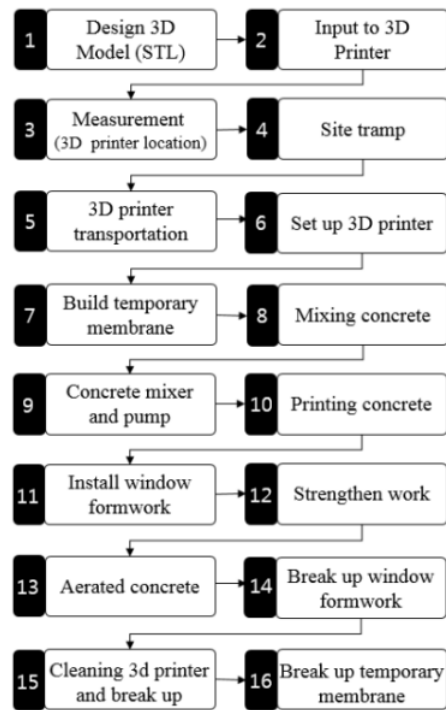 1
Design 3D
Model (STL)
2
Input to 3D
Printer
3
Measurement
(3D printer location)
4
Site tramp
5
3D printer
transportation
6
Set up 3D printer
7
Build temporary
membrane
8
Mixing concrete
9
Concrete mixer
and pump
10
Printing concrete
11
Install window
formwork
12
Strengthen work
13
Aerated concrete
14
Break up window
formwork
15
Cleaning 3d printer
and break up
16
Break up temporary
membrane